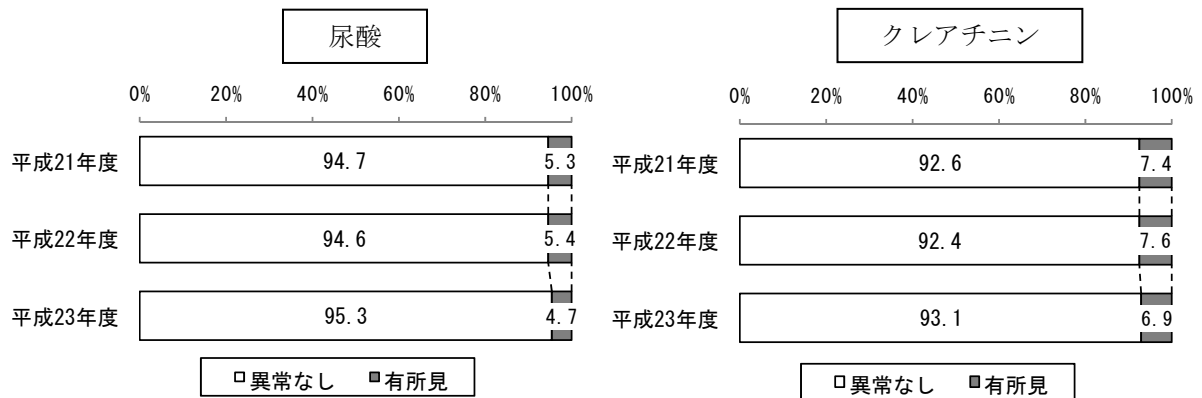 尿酸
0% 20% 40% 60% 80% 100%
平成21年度 94.7 5.3
平成22年度 94.6 5.4
平成23年度 95.3 4.7
□異常なし ■有所見
クレアチニン
0% 20% 40% 60% 80% 100%
平成21年度 92.6 7.4
平成22年度 92.4 7.6
平成23年度 93.1 6.9
□異常なし ■有所見